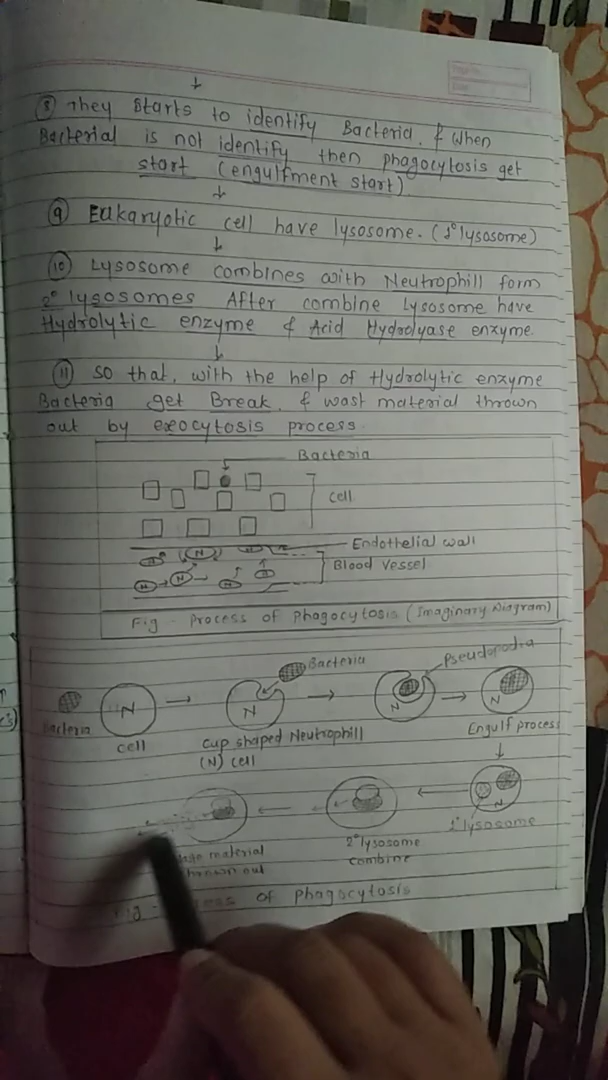 ⑧ They Starts to identify Bacteria. & When
Bacterial is not identify then phagocytosis get
start (engulfment start)
⑨ Eukaryotic cell have lysosome. (1° lysosome)
⑩ Lysosome combines with Neutrophill form
2° lysosomes After combine Lysosome have
Hydrolytic enzyme & Acid Hydrolyase enzyme
⑪ so that, with the help of Hydrolytic enzyme
Bacteria get Break. & wast material thrown
out by exocytosis process.
Bacteria
cell
Endothelial wall
Blood vessel
N
N
N
Fig - Process of Phagocytosis (Imaginary Diagram)
Bacteria
Pseudopodia
N
N
N
N
Bacteria
cell
cup shaped Neutrophill
(N) cell
Engulf process
N
1° lysosome
2° lysosome
combine
material
out
Fig - of Phagocytosis